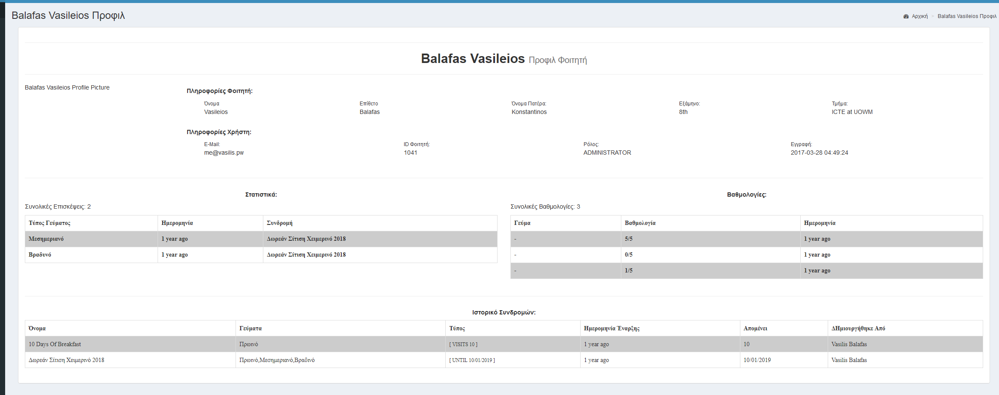 Balafas Vasileios Προφιλ
Αρχική > Balafas Vasileios Προφιλ
Balafas Vasileios Προφιλ Φοιτητή
Balafas Vasileios Profile Picture
Πληροφορίες Φοιτητή:
Όνομα Επίθετο Όνομα Πατέρα: Εξάμηνο: Τμήμα:
Vasileios Balafas Konstantinos 8th ICTE at UOWM
Πληροφορίες Χρήστη:
E-Mail: ID Φοιτητή: Ρόλος: Εγγραφή:
me@vasilis.pw 1041 ADMINISTRATOR 2017-03-28 04:49:24
Στατιστικά:
Συνολικές Επισκέψεις: 2
Τύπος Γεύματος Ημερομηνία Συνδρομή
Μεσημεριανό 1 year ago Δωρεάν Σίτιση Χειμερινό 2018
Βραδυνό 1 year ago Δωρεάν Σίτιση Χειμερινό 2018
Βαθμολογίες:
Συνολικές Βαθμολογίες: 3
Γεύμα Βαθμολογία Ημερομηνία
- 5/5 1 year ago
- 0/5 1 year ago
- 1/5 1 year ago
Ιστορικό Συνδρομών:
Όνομα Γεύματα Τύπος Ημερομηνία Έναρξης Απομένει ΔΗμιουργήθηκε Από
10 Days Of Breakfast Πρωινό [ VISITS 10 ] 1 year ago 10 Vasilis Balafas
Δωρεάν Σίτιση Χειμερινό 2018 Πρωινό,Μεσημεριανό,Βραδινό [ UNTIL 10/01/2019 ] 1 year ago 10/01/2019 Vasilis Balafas